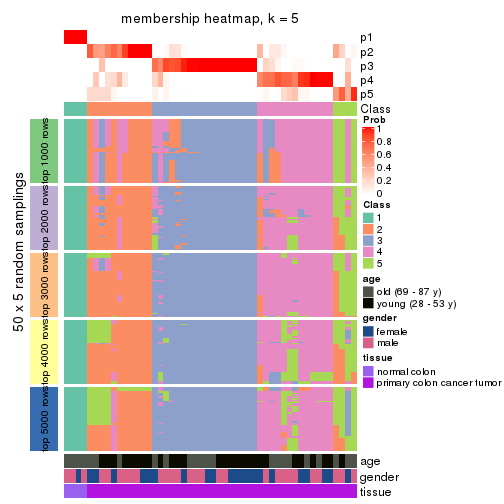 membership heatmap, k = 5
p1
p2
p3
p4
p5
Class
50 x 5 random samplings
top 1000 rows
top 2000 rows
top 3000 rows
top 4000 rows
top 5000 rows
Prob
1
0.8
0.6
0.4
0.2
0
Class
1
2
3
4
5
age
old (69 - 87 y)
young (28 - 53 y)
gender
female
male
tissue
normal colon
primary colon cancer tumor
age
gender
tissue